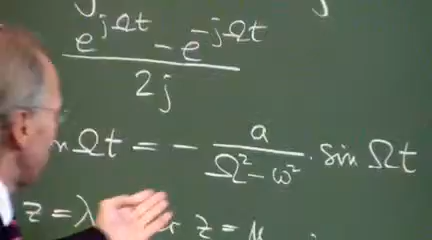 e^{jΩt} - e^{-jΩt}
2j
Ωt = - a / (Ω² - ω²) · sin Ωt
z = λ z = μ